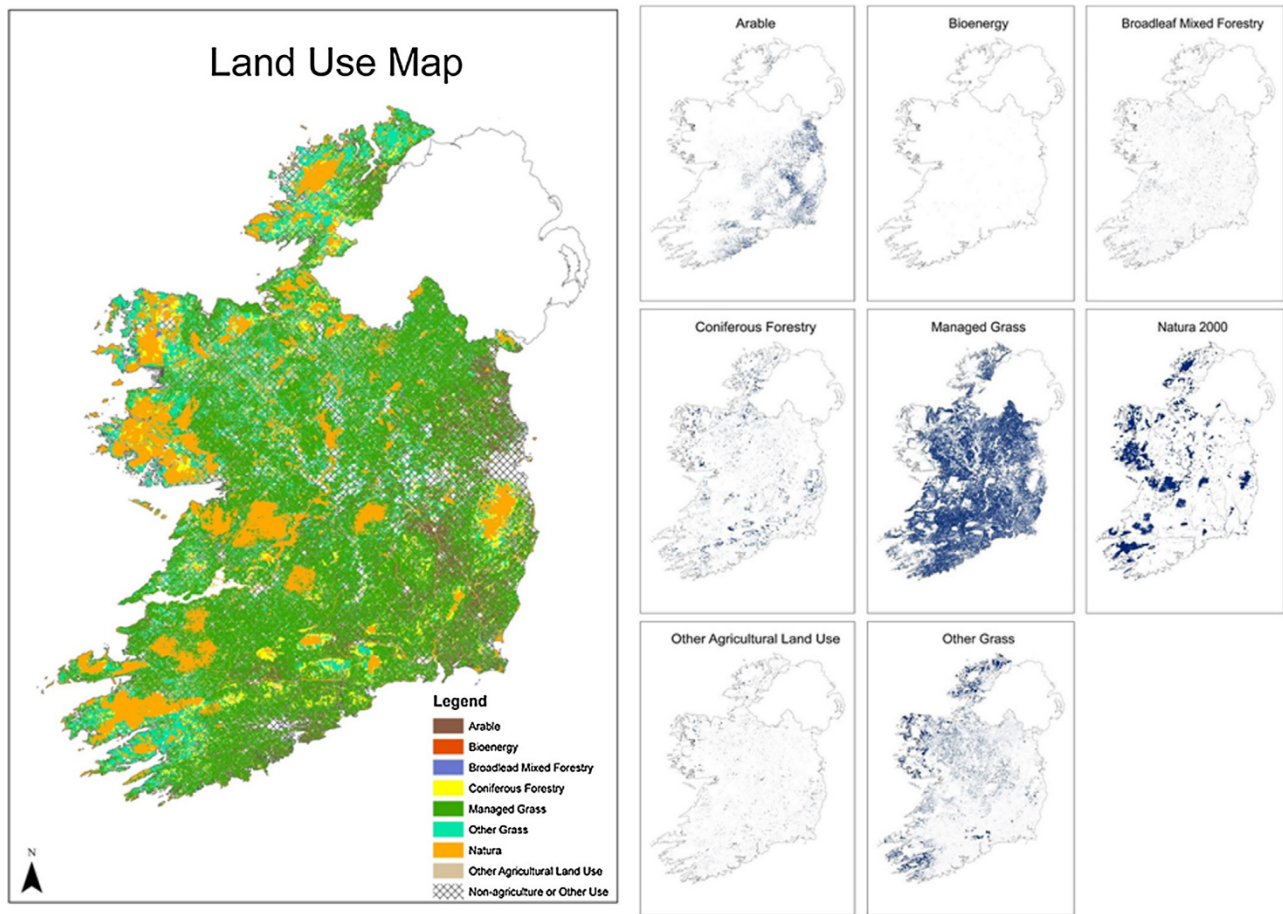 Land Use Map
Legend
Arable
Bioenergy
Broadlead Mixed Forestry
Coniferous Forestry
Managed Grass
Other Grass
Natura
Other Agricultural Land Use
Non-agriculture or Other Use
N
Arable
Bioenergy
Broadleaf Mixed Forestry
Coniferous Forestry
Managed Grass
Natura 2000
Other Agricultural Land Use
Other Grass